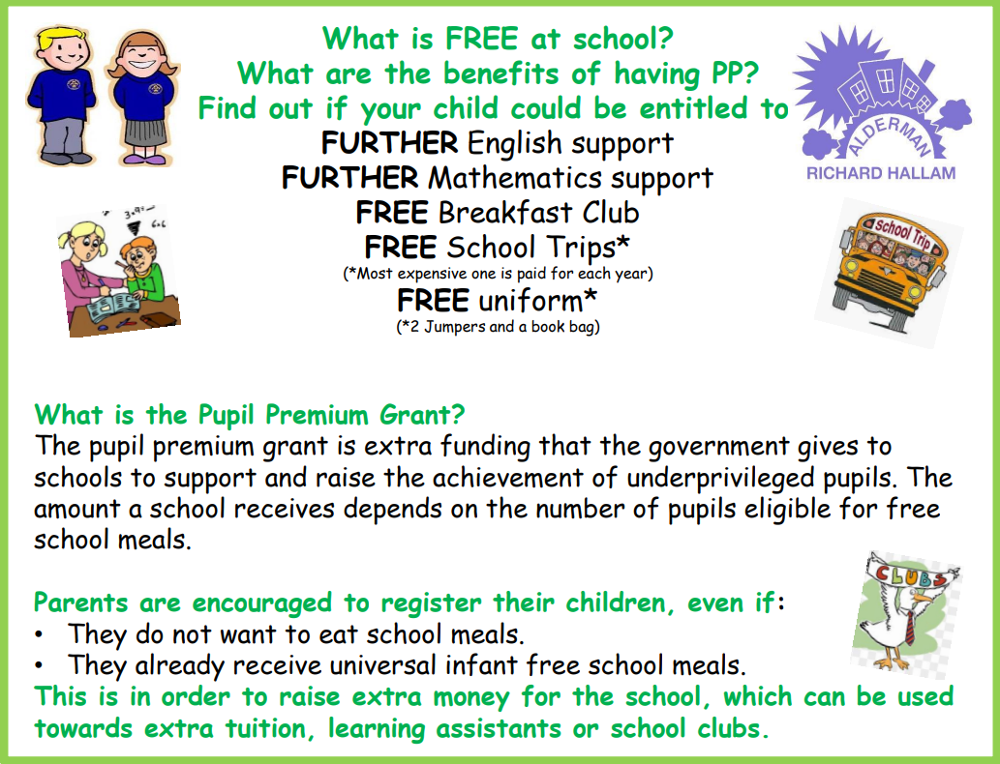 What is FREE at school?
What are the benefits of having PP?
Find out if your child could be entitled to
FURTHER English support
FURTHER Mathematics support
FREE Breakfast Club
FREE School Trips*
(*Most expensive one is paid for each year)
FREE uniform*
(*2 Jumpers and a book bag)
ALDERMAN
RICHARD HALLAM
3×9=
6x6
School Trip
What is the Pupil Premium Grant?
The pupil premium grant is extra funding that the government gives to
schools to support and raise the achievement of underprivileged pupils. The
amount a school receives depends on the number of pupils eligible for free
school meals.
CLUBS
Parents are encouraged to register their children, even if:
• They do not want to eat school meals.
• They already receive universal infant free school meals.
This is in order to raise extra money for the school, which can be used
towards extra tuition, learning assistants or school clubs.